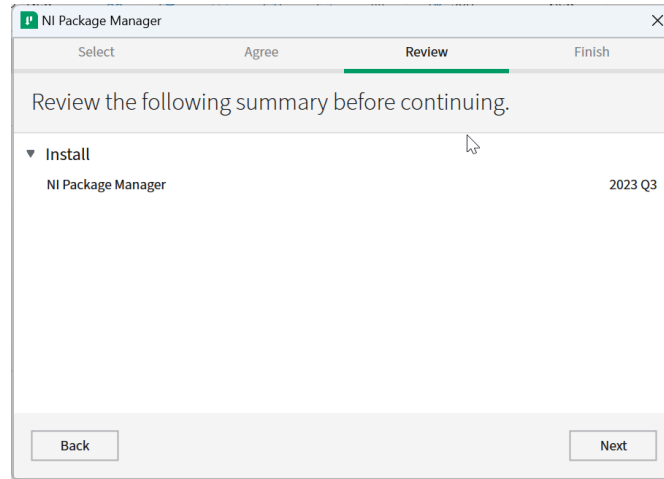 NI Package Manager
Select Agree Review Finish
Review the following summary before continuing.
Install
NI Package Manager 2023 Q3
Back Next